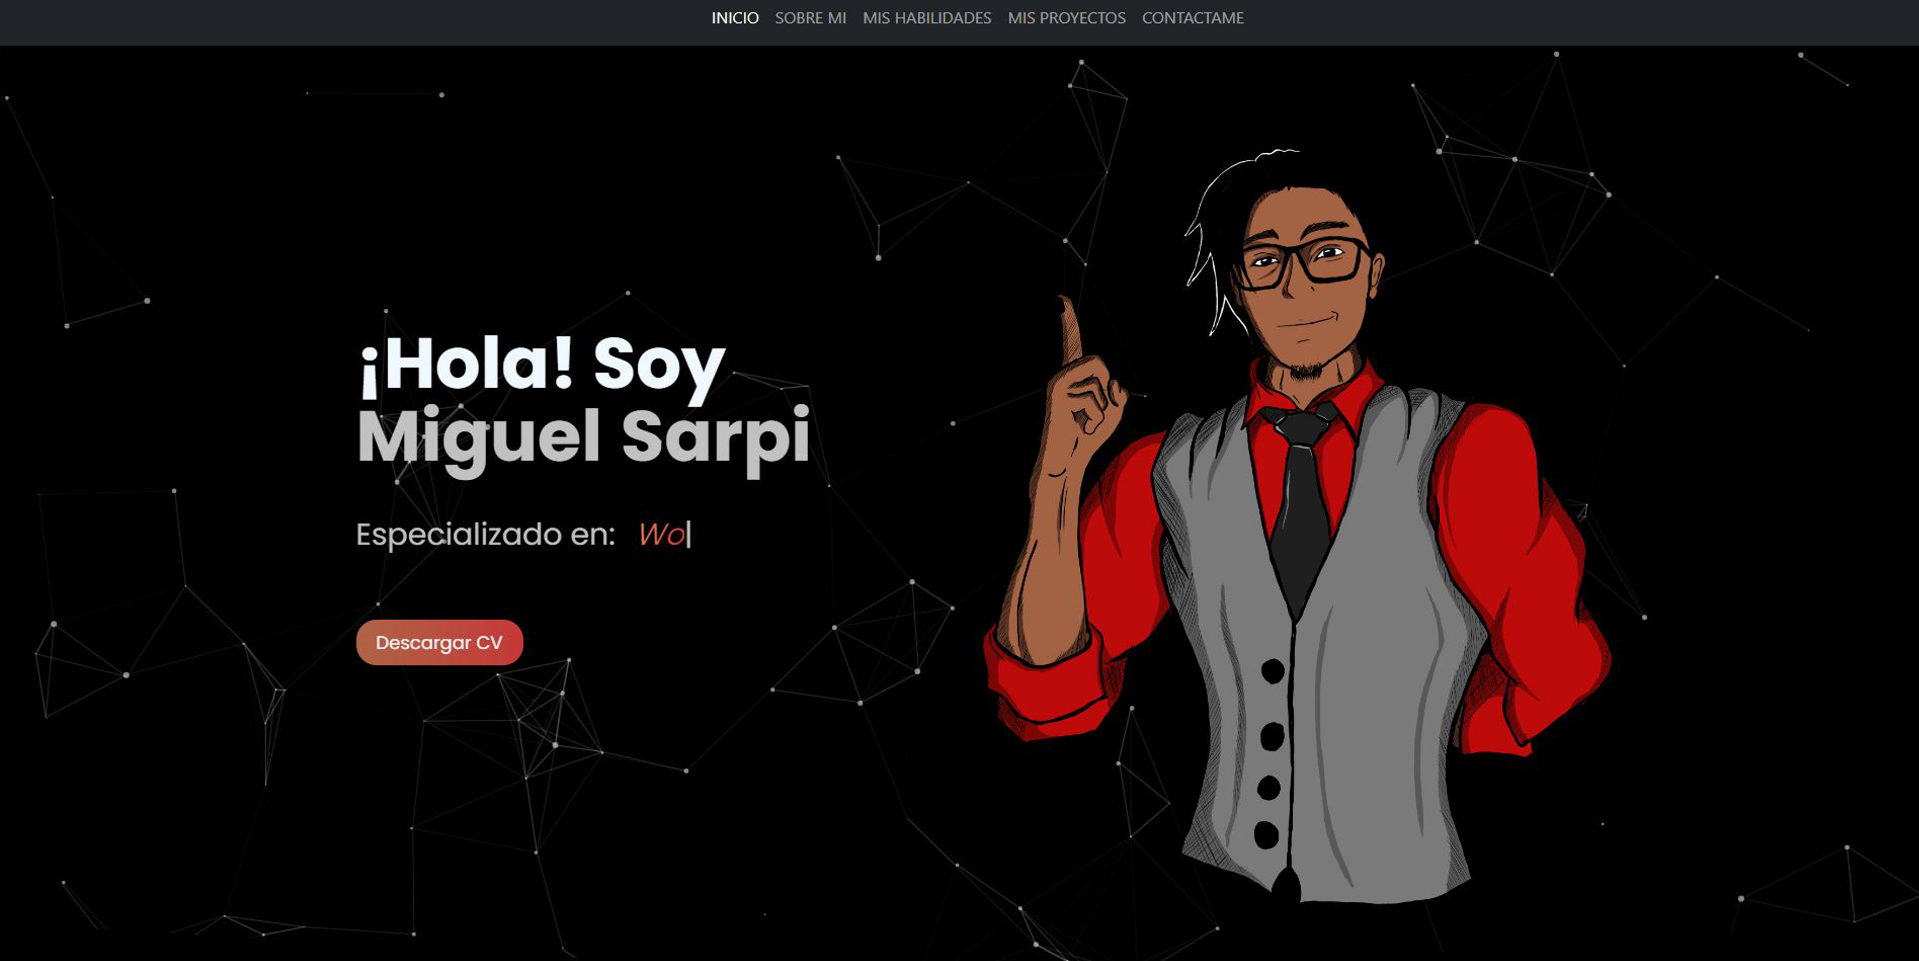 INICIO SOBRE MI MIS HABILIDADES MIS PROYECTOS CONTACTAME
¡Hola! Soy
Miguel Sarpi
Especializado en: Wo|
Descargar CV